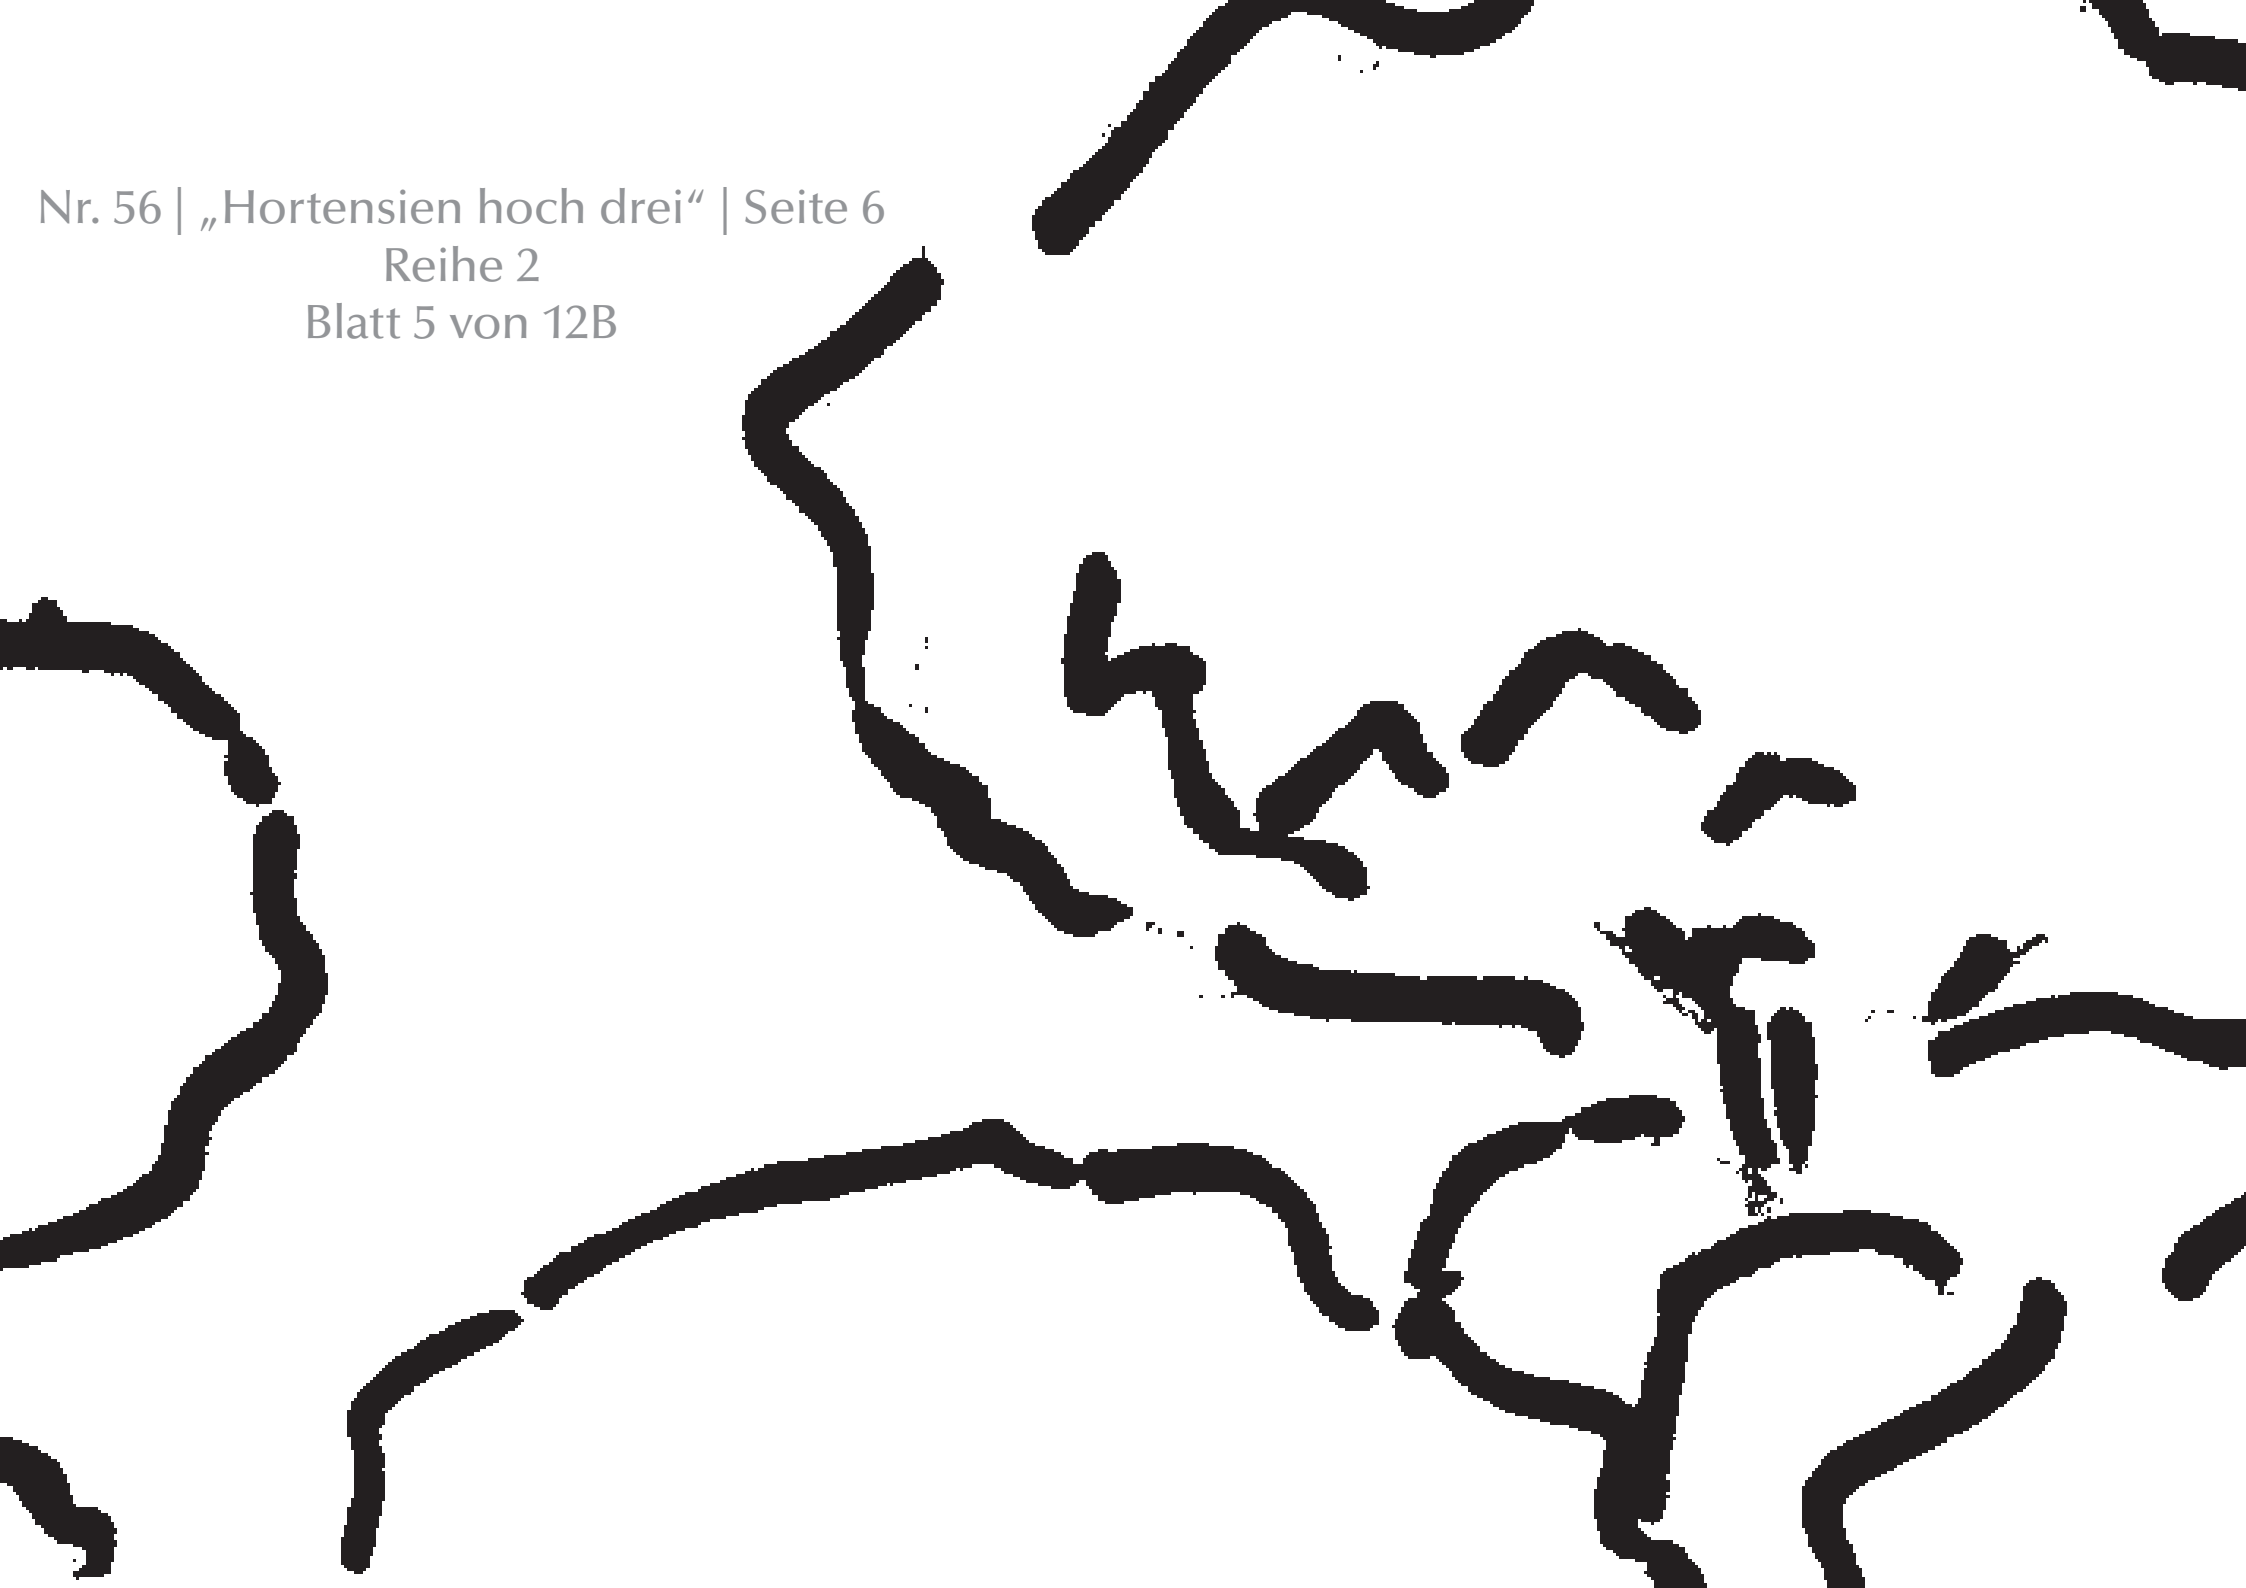 Nr. 56 | „Hortensien hoch drei“ | Seite 6
Reihe 2
Blatt 5 von 12B